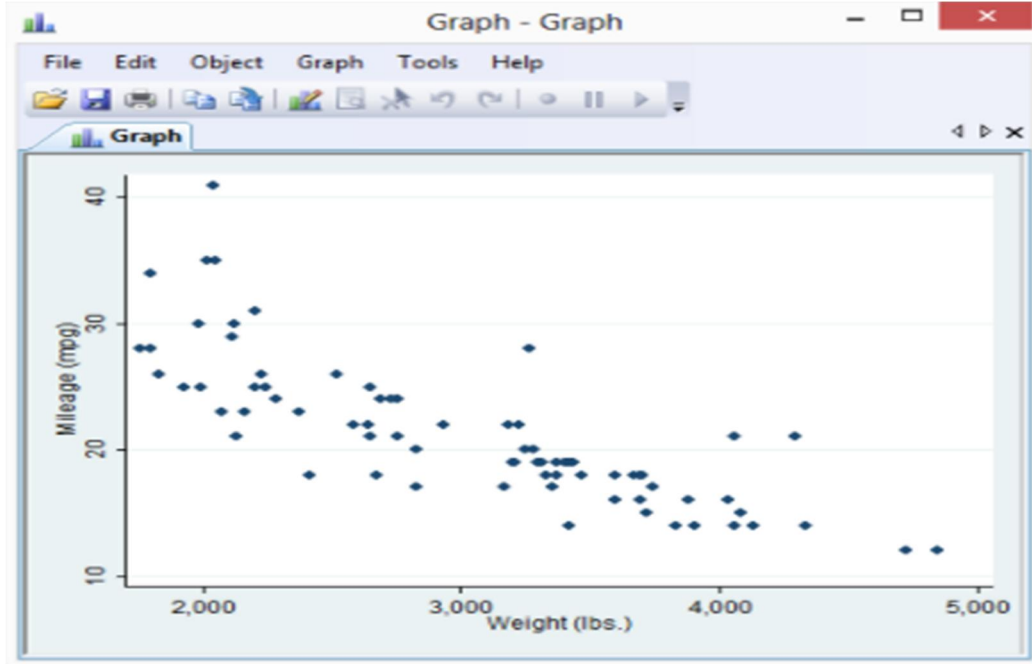 Graph - Graph
File Edit Object Graph Tools Help
Graph
40
30
20
10
Mileage (mpg)
2,000 3,000 4,000 5,000
Weight (lbs.)